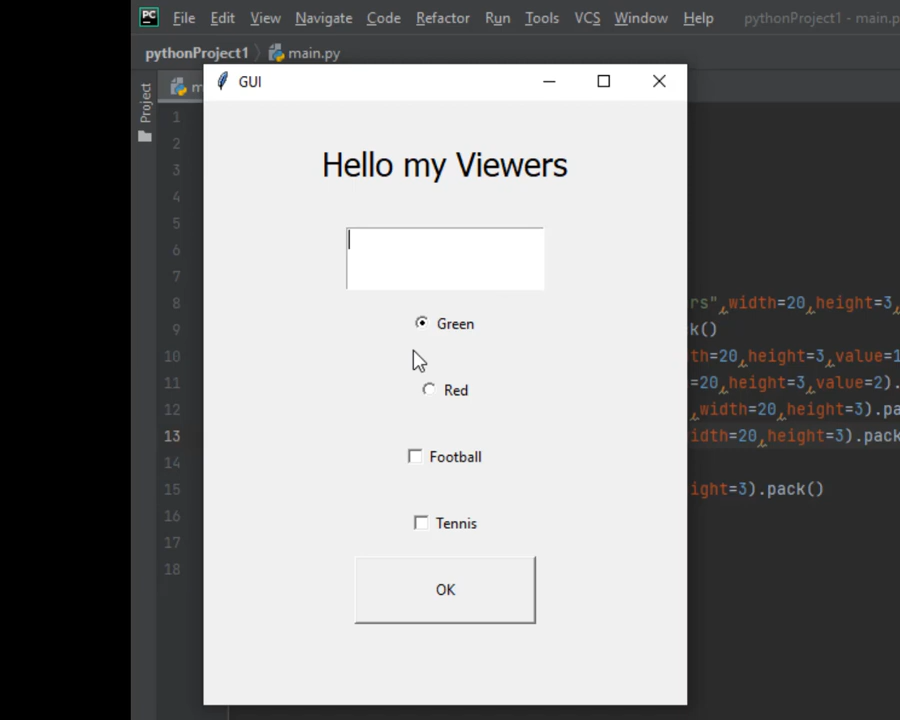 PC File Edit View Navigate Code Refactor Run Tools VCS Window Help pythonProject1 - main.p
pythonProject1 main.py
GUI
Project
m
1
2
3
4
5
6
7
8 rs",width=20,height=3,
9 k()
10 th=20,height=3,value=1
11 =20,height=3,value=2).
12 ,width=20,height=3).pa
13 idth=20,height=3).pack
14
15 ight=3).pack()
16
17
18
Hello my Viewers
Green
Red
Football
Tennis
OK